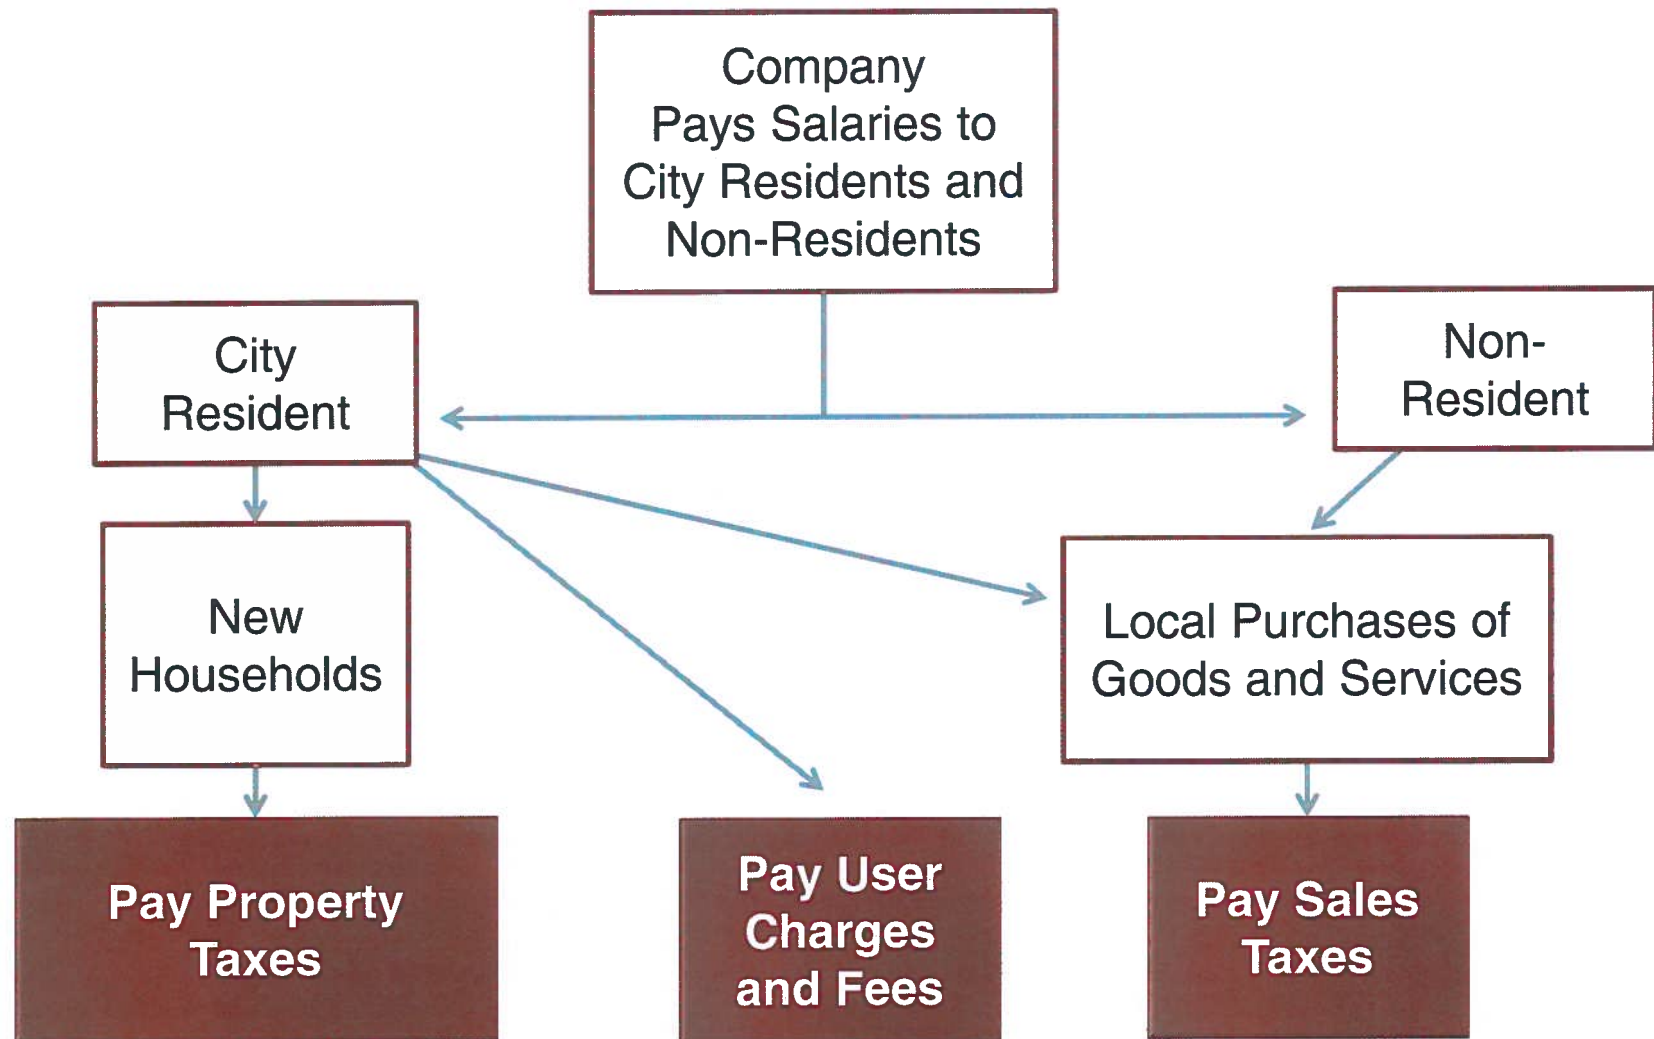 Company
Pays Salaries to
City Residents and
Non-Residents
City
Resident
Non-
Resident
New
Households
Local Purchases of
Goods and Services
Pay Property
Taxes
Pay User
Charges
and Fees
Pay Sales
Taxes